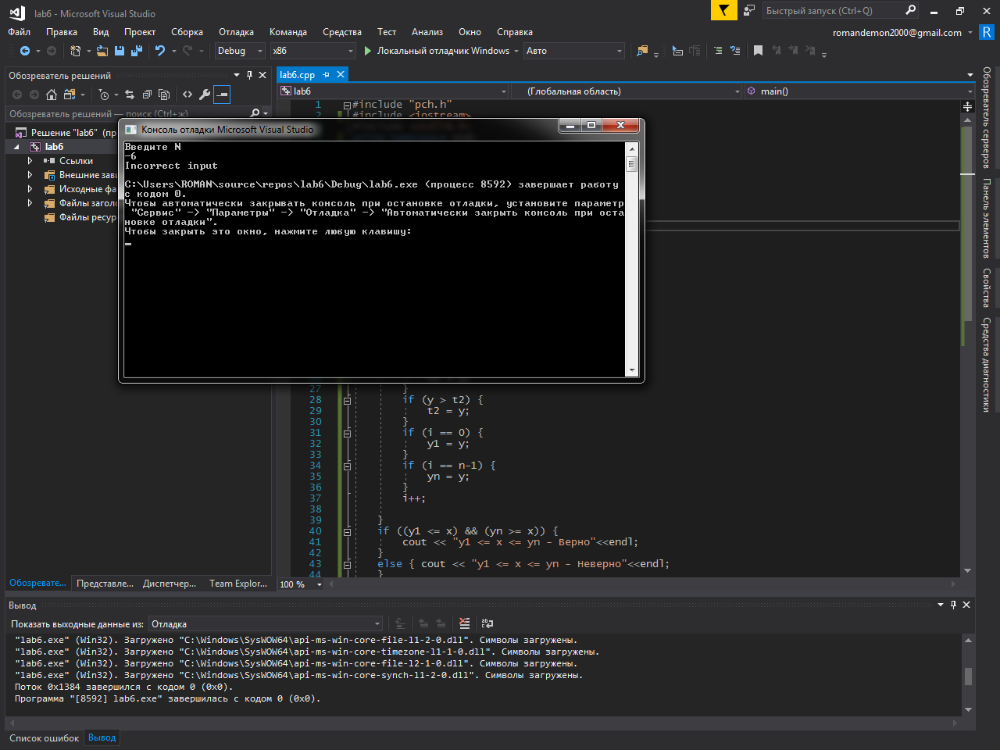 lab6 - Microsoft Visual Studio
Быстрый запуск (Ctrl+Q)
Файл Правка Вид Проект Сборка Отладка Команда Средства Тест Анализ Окно Справка
romandemon2000@gmail.com R
Debug x86 Локальный отладчик Windows Авто
Обозреватель решений
lab6.cpp
lab6 (Глобальная область) main()
Обозреватель решений — поиск (Ctrl+ж)
Решение "lab6" (пр
lab6
Ссылки
Внешние зави
Исходные фа
Файлы заголо
Файлы ресур
1 #include "pch.h"
2 #include <iostream>
Консоль отладки Microsoft Visual Studio
Введите N
-6
Incorrect input
C:\Users\ROMAN\source\repos\lab6\Debug\lab6.exe (процесс 8592) завершает работу
с кодом 0.
Чтобы автоматически закрывать консоль при остановке отладки, установите параметр
"Сервис" -> "Параметры" -> "Отладка" -> "Автоматически закрыть консоль при оста
новке отладки".
Чтобы закрыть это окно, нажмите любую клавишу:
27 }
28 if (y > t2) {
29 t2 = y;
30 }
31 if (i == 0) {
32 y1 = y;
33 }
34 if (i == n-1) {
35 yn = y;
36 }
37 i++;
38
39 }
40 if ((y1 <= x) && (yn >= x)) {
41 cout << "y1 <= x <= yn - Верно"<<endl;
42 }
43 else { cout << "y1 <= x <= yn - Неверно"<<endl;
44 }
100 %
Обозревате... Представле... Диспетчер... Team Explor...
Обозреватель серверов
Панель элементов
Свойства
Средства диагностики
Вывод
Показать выходные данные из: Отладка
"lab6.exe" (Win32). Загружено "C:\Windows\SysWOW64\api-ms-win-core-file-l1-2-0.dll". Символы загружены.
"lab6.exe" (Win32). Загружено "C:\Windows\SysWOW64\api-ms-win-core-timezone-l1-1-0.dll". Символы загружены.
"lab6.exe" (Win32). Загружено "C:\Windows\SysWOW64\api-ms-win-core-file-l2-1-0.dll". Символы загружены.
"lab6.exe" (Win32). Загружено "C:\Windows\SysWOW64\api-ms-win-core-synch-l1-2-0.dll". Символы загружены.
Поток 0x1384 завершился с кодом 0 (0x0).
Программа "[8592] lab6.exe" завершилась с кодом 0 (0x0).
Список ошибок Вывод